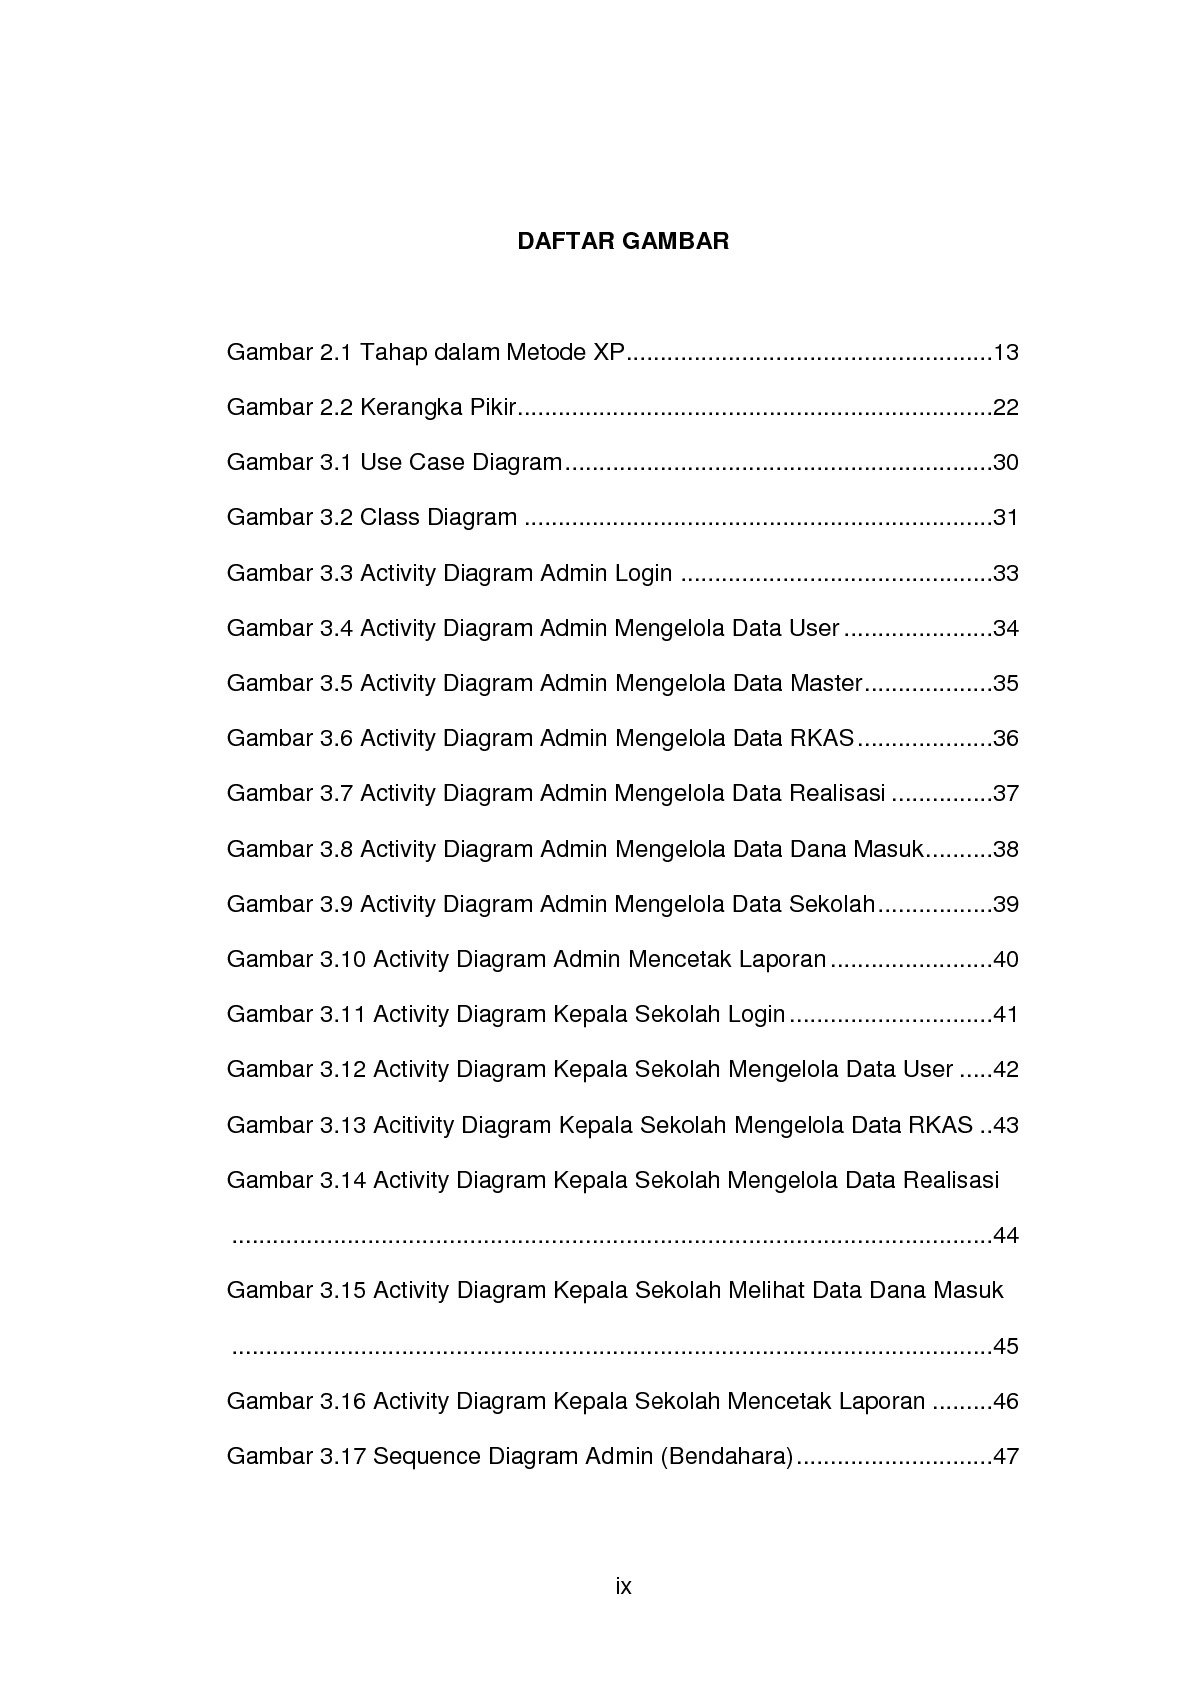 DAFTAR GAMBAR
Gambar 2.1 Tahap dalam Metode XP......................................................13
Gambar 2.2 Kerangka Pikir......................................................................22
Gambar 3.1 Use Case Diagram...............................................................30
Gambar 3.2 Class Diagram .....................................................................31
Gambar 3.3 Activity Diagram Admin Login ..............................................33
Gambar 3.4 Activity Diagram Admin Mengelola Data User......................34
Gambar 3.5 Activity Diagram Admin Mengelola Data Master...................35
Gambar 3.6 Activity Diagram Admin Mengelola Data RKAS....................36
Gambar 3.7 Activity Diagram Admin Mengelola Data Realisasi ...............37
Gambar 3.8 Activity Diagram Admin Mengelola Data Dana Masuk..........38
Gambar 3.9 Activity Diagram Admin Mengelola Data Sekolah.................39
Gambar 3.10 Activity Diagram Admin Mencetak Laporan........................40
Gambar 3.11 Activity Diagram Kepala Sekolah Login..............................41
Gambar 3.12 Activity Diagram Kepala Sekolah Mengelola Data User .....42
Gambar 3.13 Acitivity Diagram Kepala Sekolah Mengelola Data RKAS ..43
Gambar 3.14 Activity Diagram Kepala Sekolah Mengelola Data Realisasi
................................................................................................................44
Gambar 3.15 Activity Diagram Kepala Sekolah Melihat Data Dana Masuk
................................................................................................................45
Gambar 3.16 Activity Diagram Kepala Sekolah Mencetak Laporan .........46
Gambar 3.17 Sequence Diagram Admin (Bendahara).............................47
ix